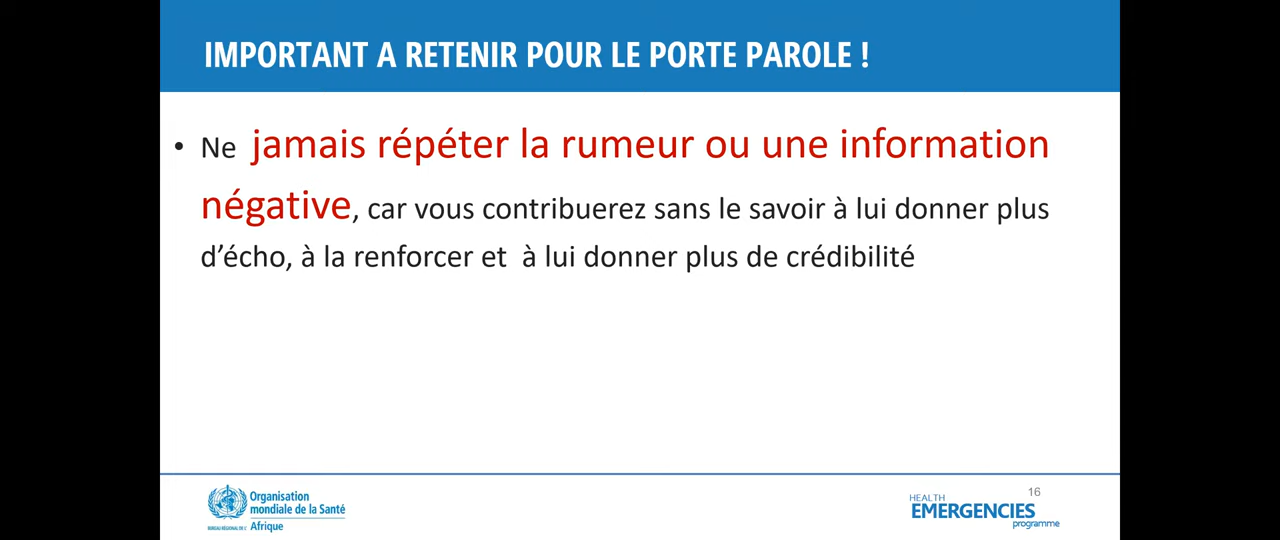 IMPORTANT A RETENIR POUR LE PORTE PAROLE !
• Ne jamais répéter la rumeur ou une information
négative, car vous contribuerez sans le savoir à lui donner plus
d’écho, à la renforcer et à lui donner plus de crédibilité
Organisation
mondiale de la Santé
BUREAU RÉGIONAL DE L' Afrique
16
HEALTH
EMERGENCIES
programme